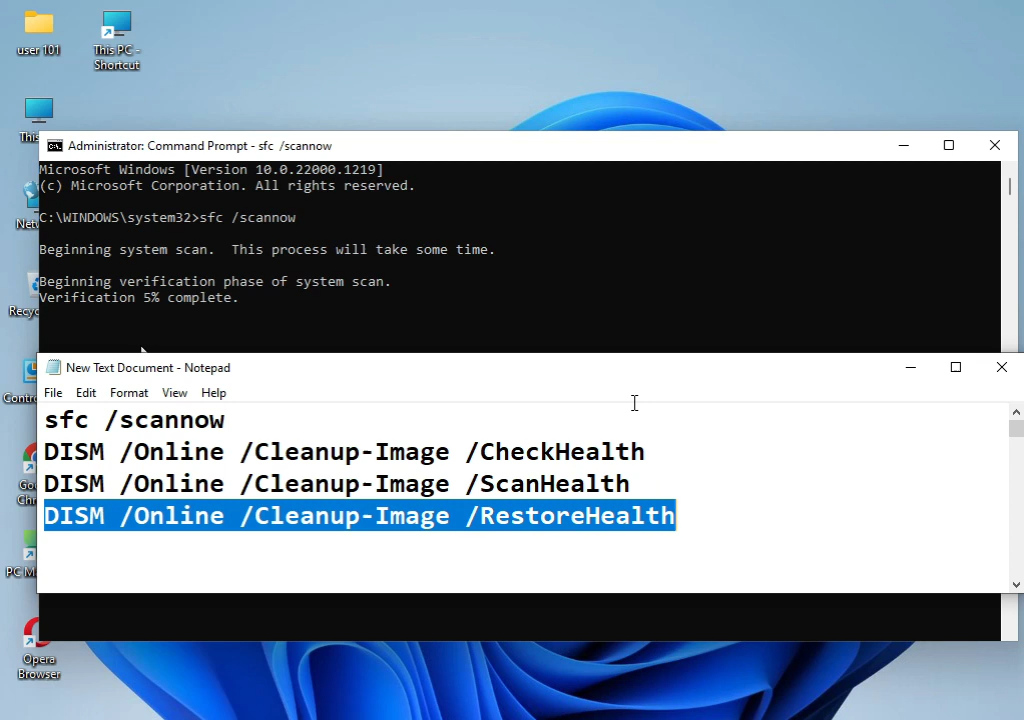 user 101
This PC -
Shortcut
Administrator: Command Prompt - sfc /scannow
Microsoft Windows [Version 10.0.22000.1219]
(c) Microsoft Corporation. All rights reserved.
C:\WINDOWS\system32>sfc /scannow
Beginning system scan.  This process will take some time.
Beginning verification phase of system scan.
Verification 5% complete.
This
New Text Document - Notepad
File Edit Format View Help
sfc /scannow
DISM /Online /Cleanup-Image /CheckHealth
DISM /Online /Cleanup-Image /ScanHealth
DISM /Online /Cleanup-Image /RestoreHealth
Opera
Browser